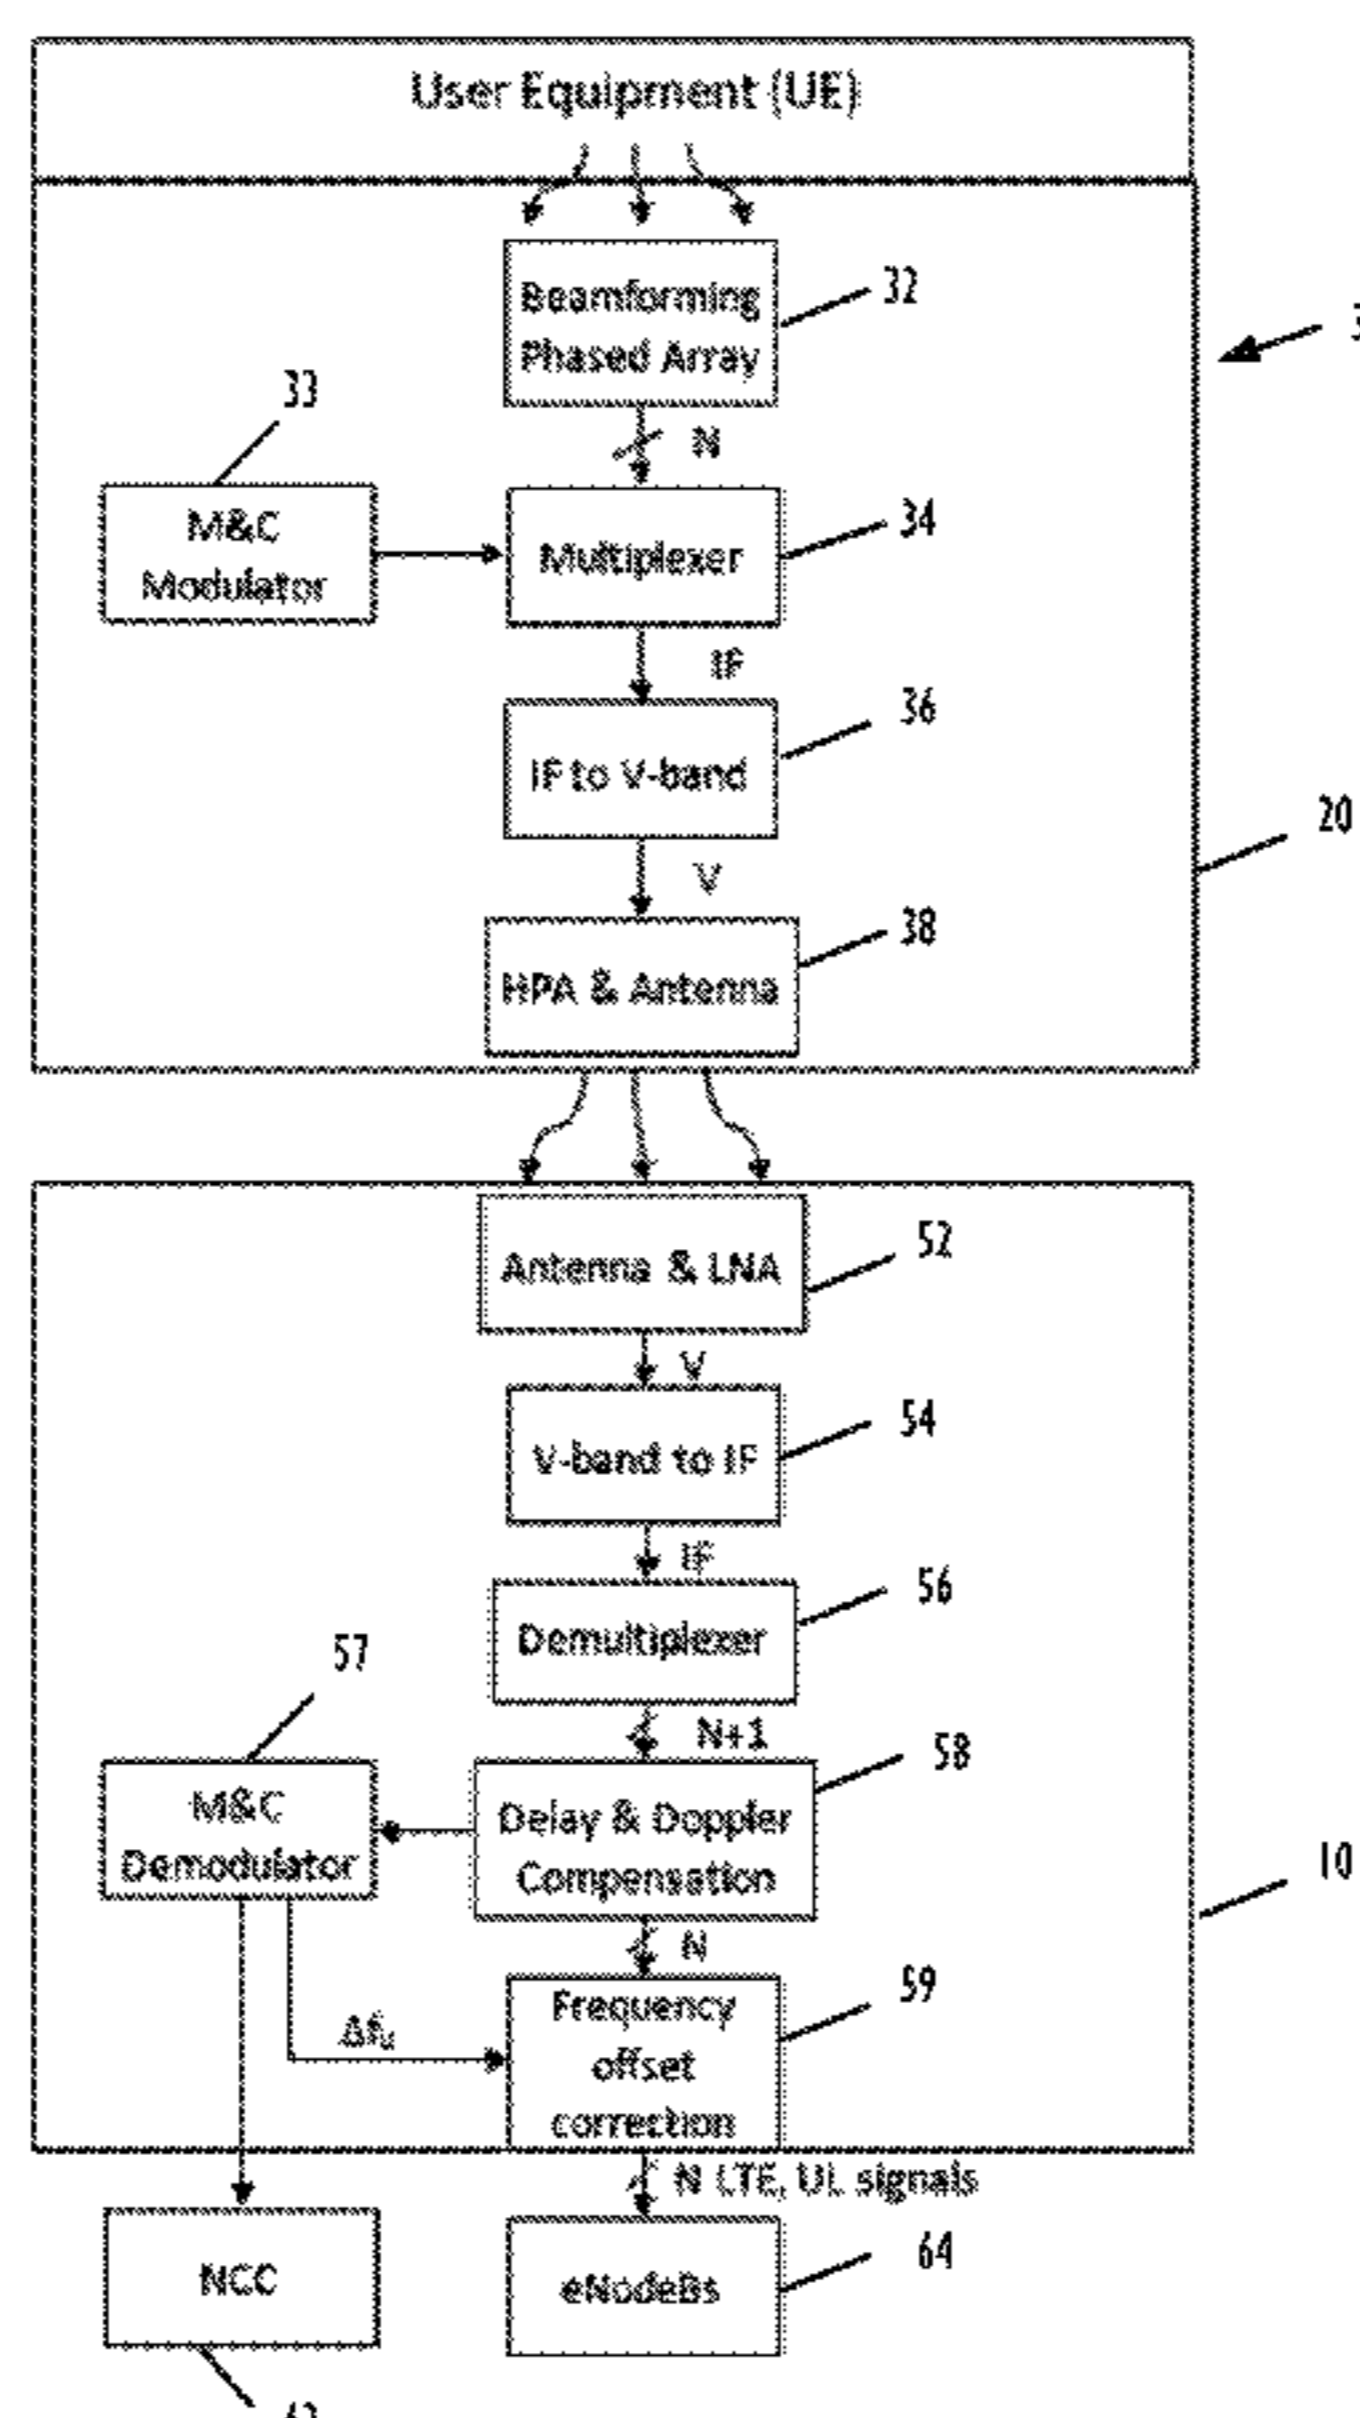 User Equipment (UE)
Beamforming
Phased Array
32
33
N
M&C
Modulator
Multiplexer
34
IF
36
IF to V-band
20
V
38
HPA & Antenna
Antenna & LNA
52
V
54
V-band to IF
IF
56
Demultiplexer
57
N+1
58
M&C
Demodulator
Delay & Doppler
Compensation
10
N
59
Δfd
Frequency
offset
correction
N LTE, UL signals
64
NCC
eNodeBs